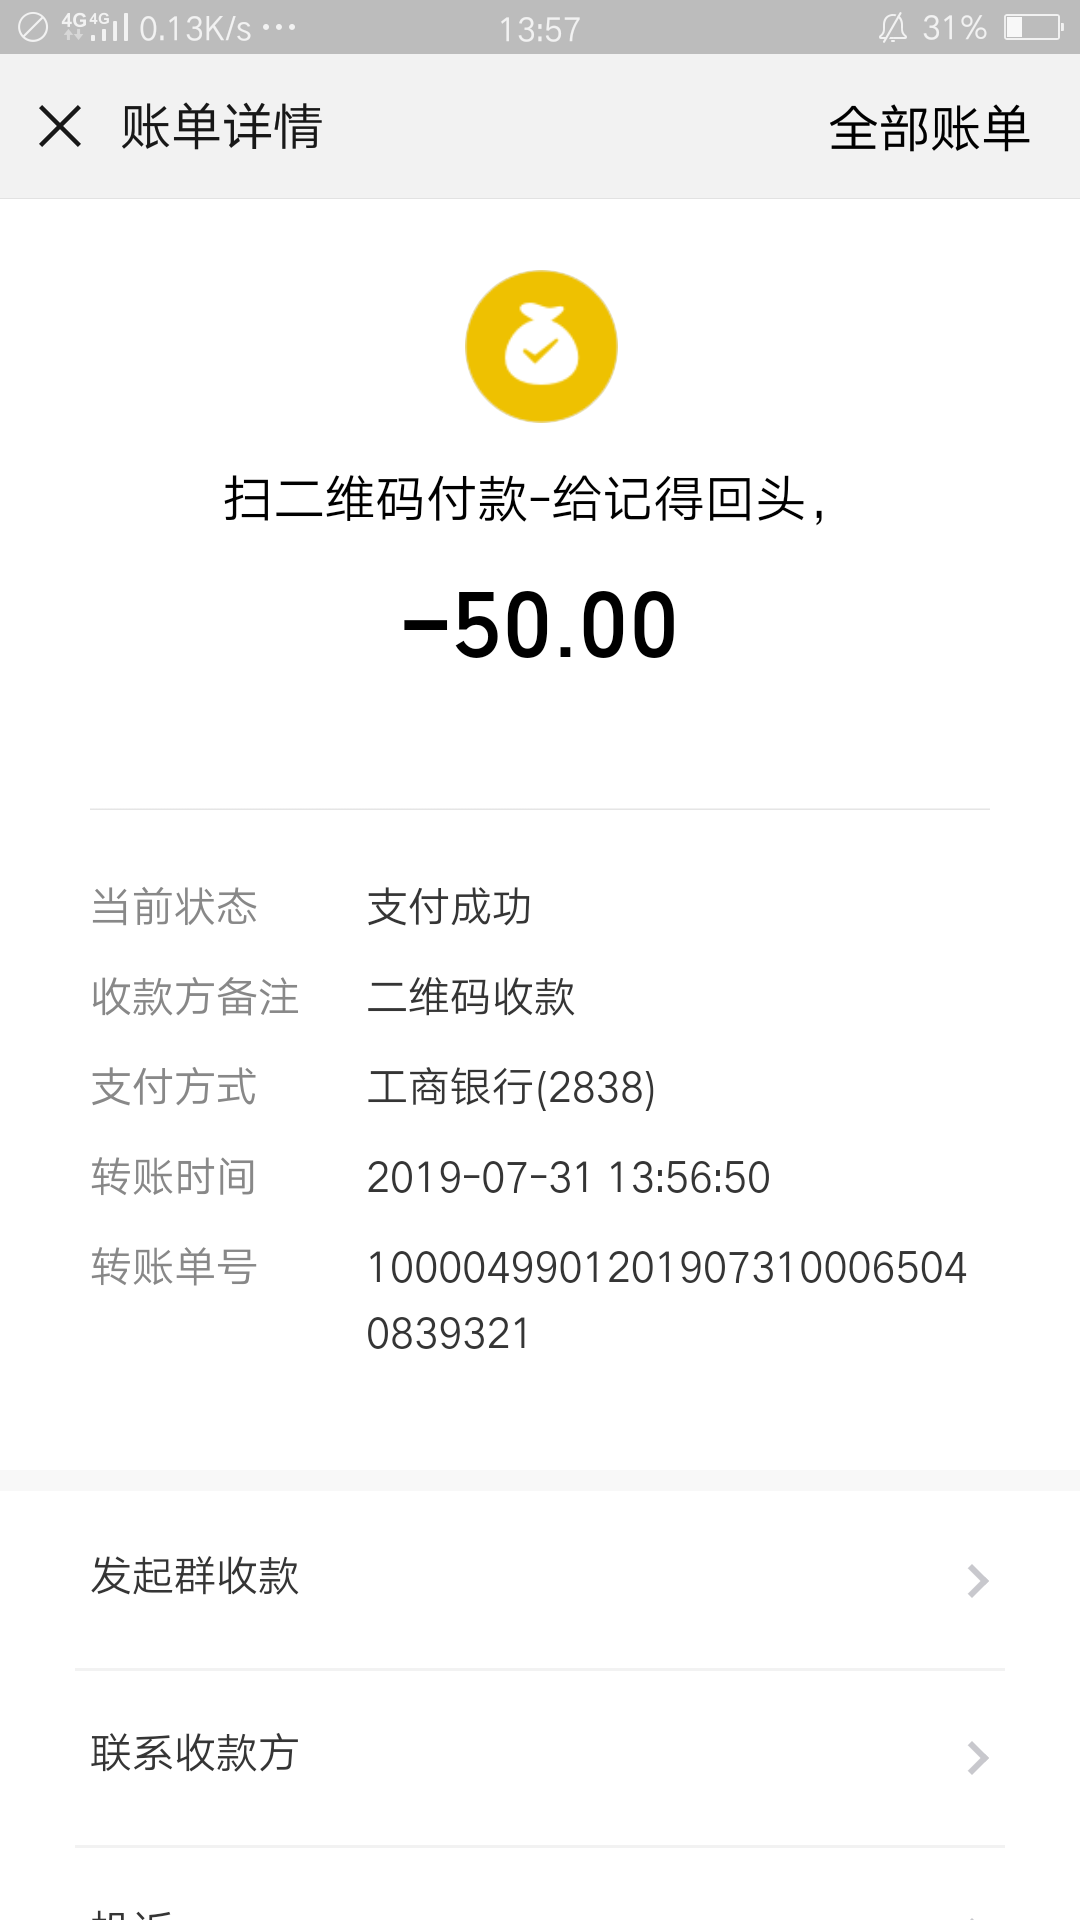 4G 4G 0.13K/s ··· 13:57 31%
账单详情 全部账单
扫二维码付款-给记得回头，
-50.00
当前状态 支付成功
收款方备注 二维码收款
支付方式 工商银行(2838)
转账时间 2019-07-31 13:56:50
转账单号 1000049901201907310006504
0839321
发起群收款
联系收款方